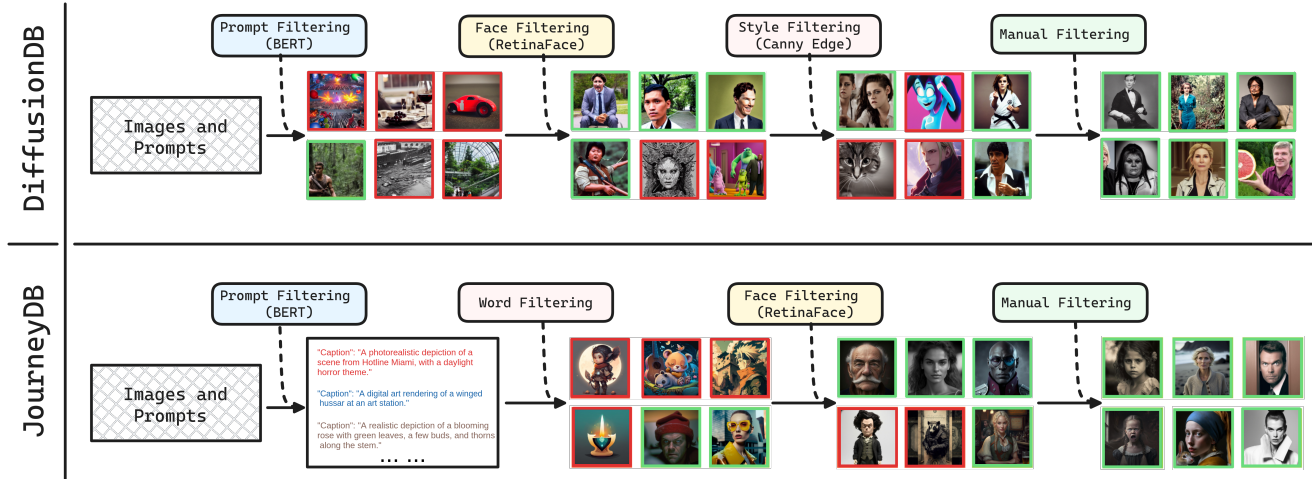 DiffusionDB
Prompt Filtering
(BERT)
Face Filtering
(RetinaFace)
Style Filtering
(Canny Edge)
Manual Filtering
Images and
Prompts
JourneyDB
Prompt Filtering
(BERT)
Word Filtering
Face Filtering
(RetinaFace)
Manual Filtering
Images and
Prompts
"Caption": "A photorealistic depiction of a
scene from Hotline Miami, with a daylight
horror theme."
"Caption": "A digital art rendering of a winged
hussar at an art station."
"Caption": "A realistic depiction of a blooming
rose with green leaves, a few buds, and thorns
along the stem."
... ...